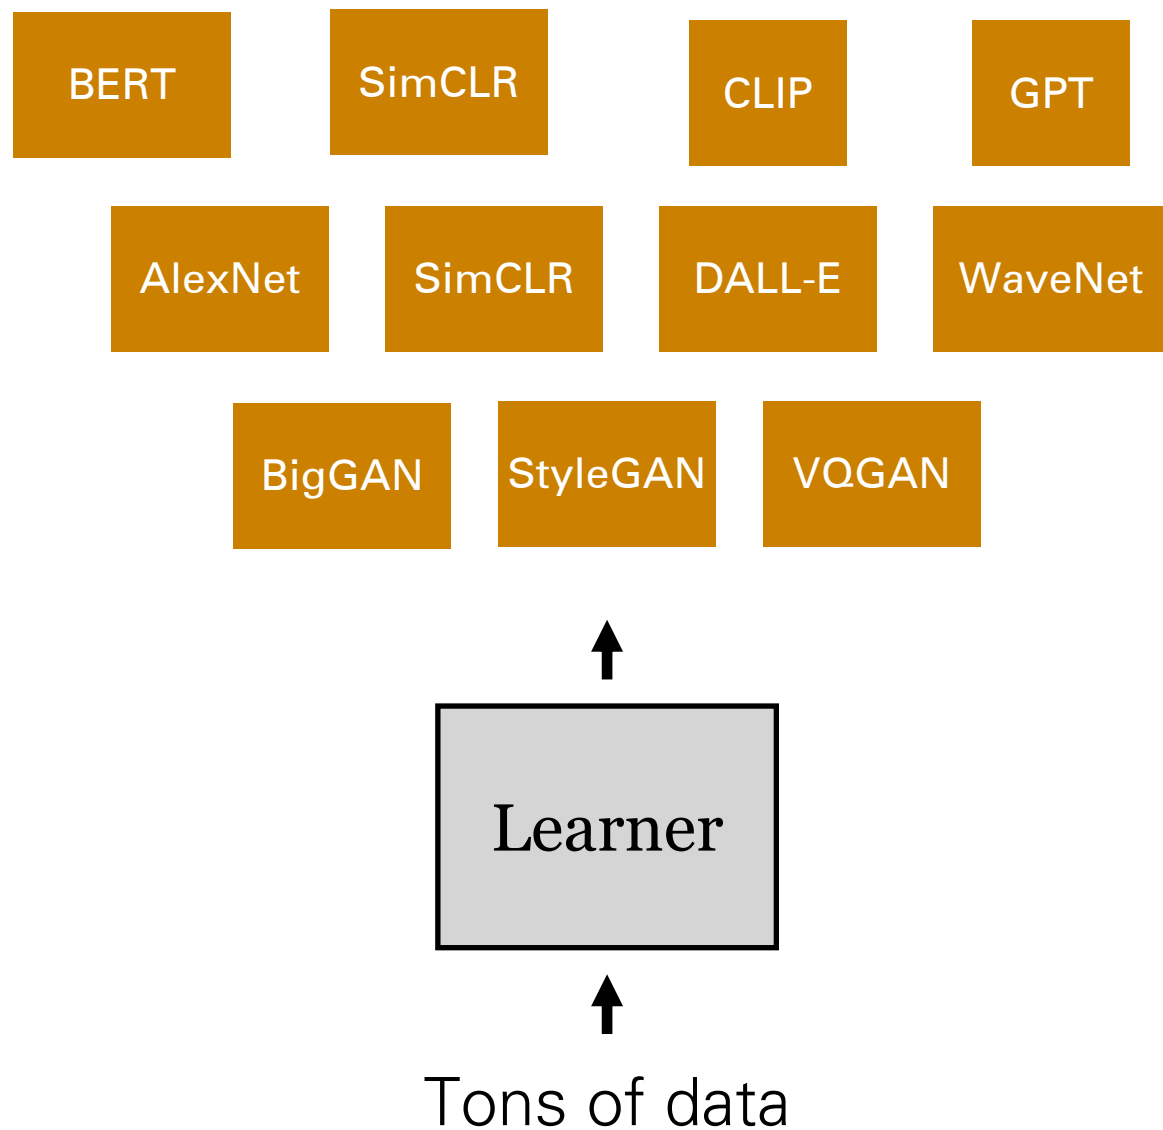 BERT
SimCLR
CLIP
GPT
AlexNet
SimCLR
DALL-E
WaveNet
BigGAN
StyleGAN
VQGAN
Learner
Tons of data